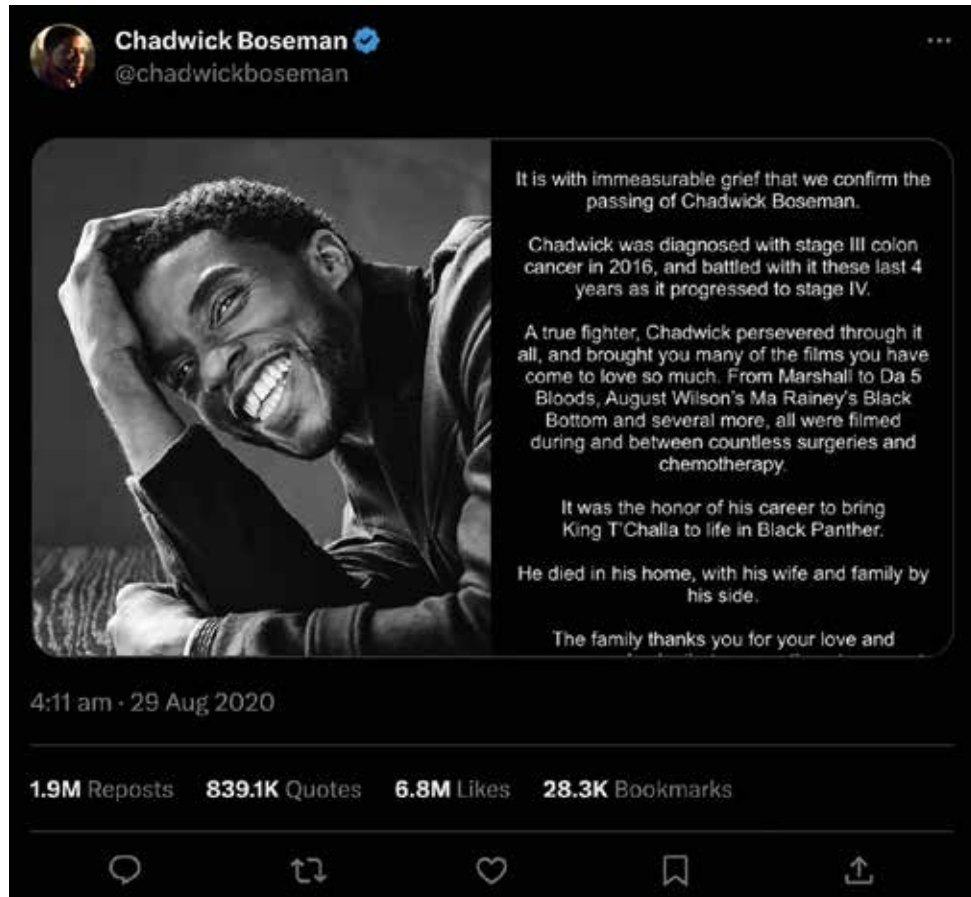 Chadwick Boseman
@chadwickboseman
It is with immeasurable grief that we confirm the
passing of Chadwick Boseman.
Chadwick was diagnosed with stage III colon
cancer in 2016, and battled with it these last 4
years as it progressed to stage IV.
A true fighter, Chadwick persevered through it
all, and brought you many of the films you have
come to love so much. From Marshall to Da 5
Bloods, August Wilson's Ma Rainey's Black
Bottom and several more, all were filmed
during and between countless surgeries and
chemotherapy.
It was the honor of his career to bring
King T'Challa to life in Black Panther.
He died in his home, with his wife and family by
his side.
The family thanks you for your love and
4:11 am · 29 Aug 2020
1.9M Reposts 839.1K Quotes 6.8M Likes 28.3K Bookmarks